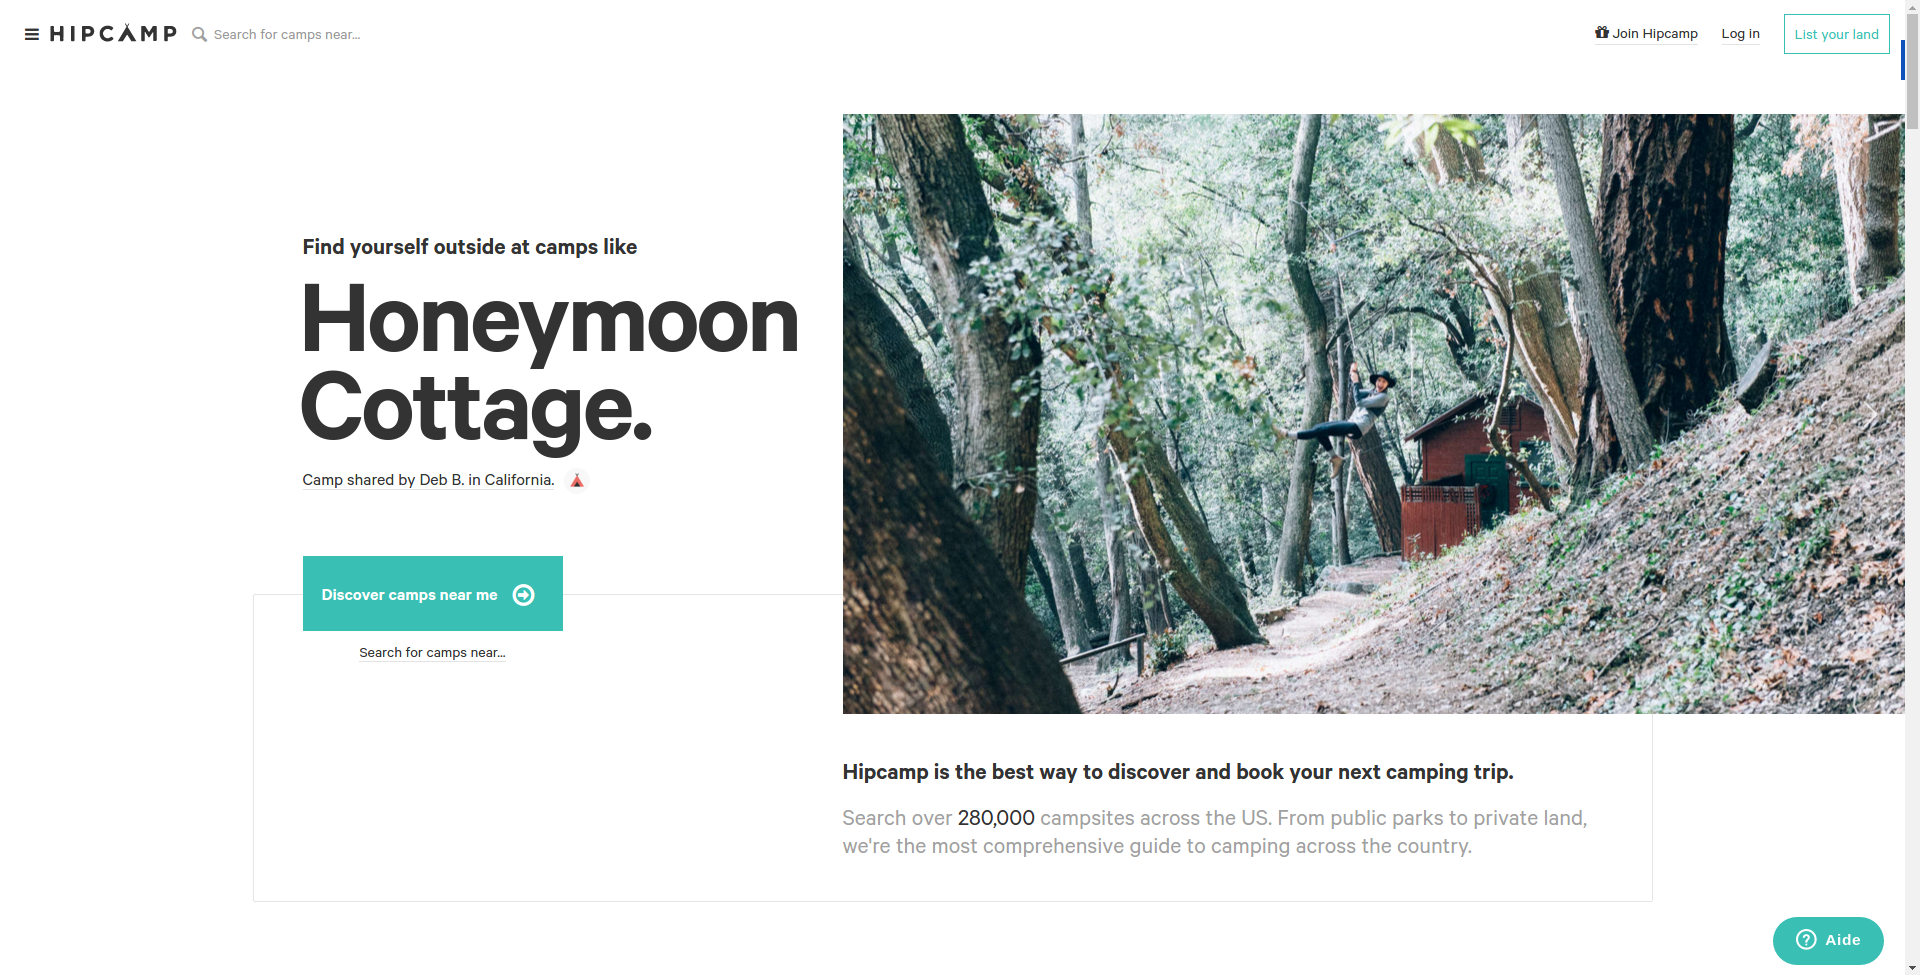 HIPCAMP
Search for camps near...
Join Hipcamp
Log in
List your land
Find yourself outside at camps like
Honeymoon
Cottage.
Camp shared by Deb B. in California.
Discover camps near me
Search for camps near...
Hipcamp is the best way to discover and book your next camping trip.
Search over 280,000 campsites across the US. From public parks to private land,
we're the most comprehensive guide to camping across the country.
Aide